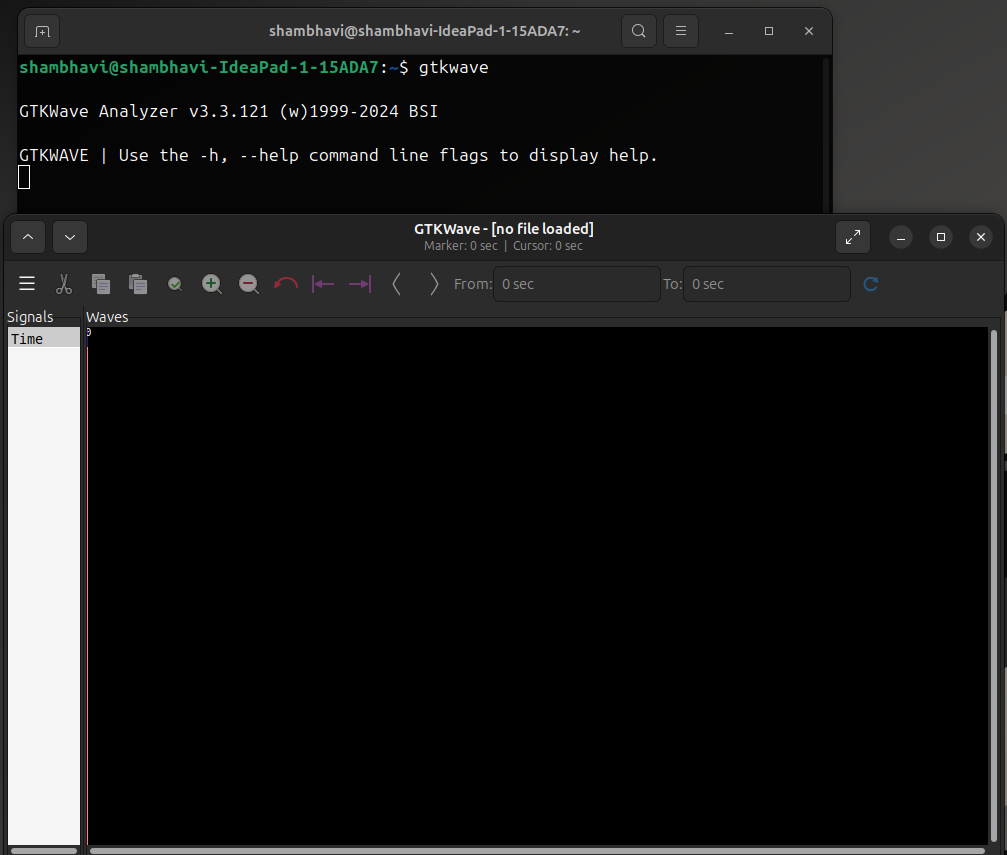 shambhavi@shambhavi-IdeaPad-1-15ADA7: ~
shambhavi@shambhavi-IdeaPad-1-15ADA7:~$ gtkwave
GTKWave Analyzer v3.3.121 (w)1999-2024 BSI
GTKWAVE | Use the -h, --help command line flags to display help.
GTKWave - [no file loaded]
Marker: 0 sec | Cursor: 0 sec
From: 0 sec To: 0 sec
Signals Waves
Time 0